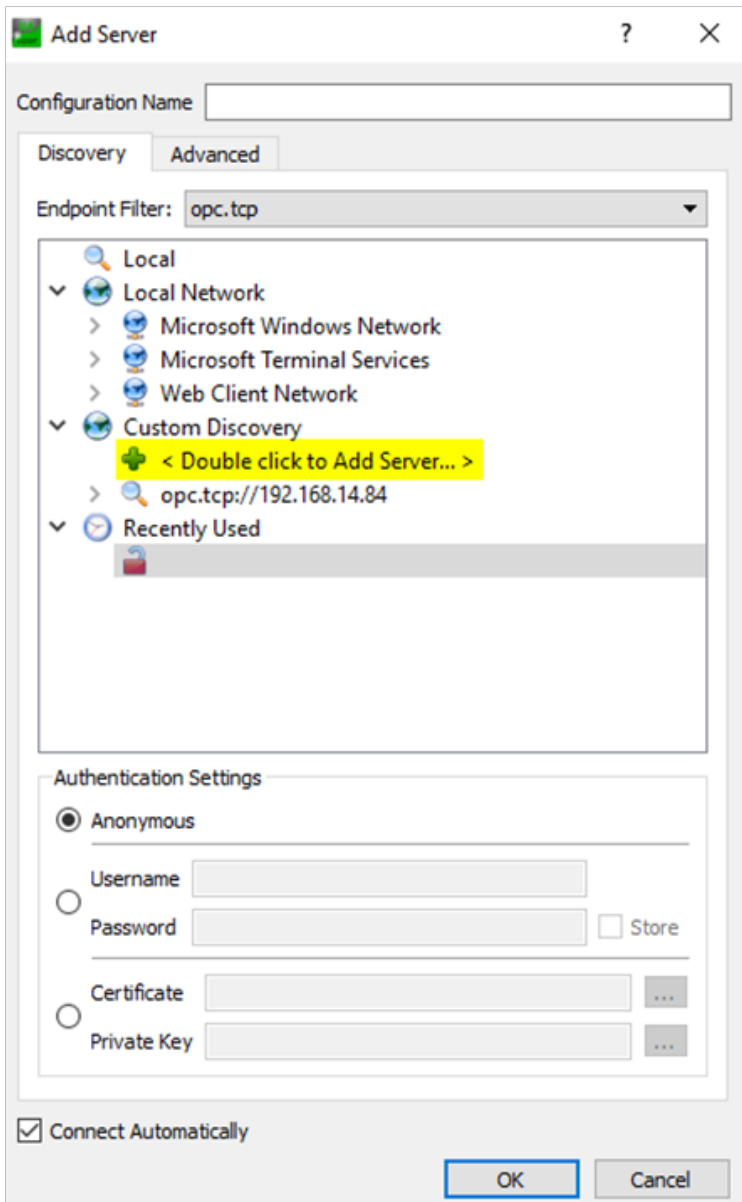 Add Server
Configuration Name
Discovery Advanced
Endpoint Filter: opc.tcp
Local
Local Network
Microsoft Windows Network
Microsoft Terminal Services
Web Client Network
Custom Discovery
< Double click to Add Server... >
opc.tcp://192.168.14.84
Recently Used
Authentication Settings
Anonymous
Username
Password Store
Certificate ...
Private Key ...
Connect Automatically
OK Cancel